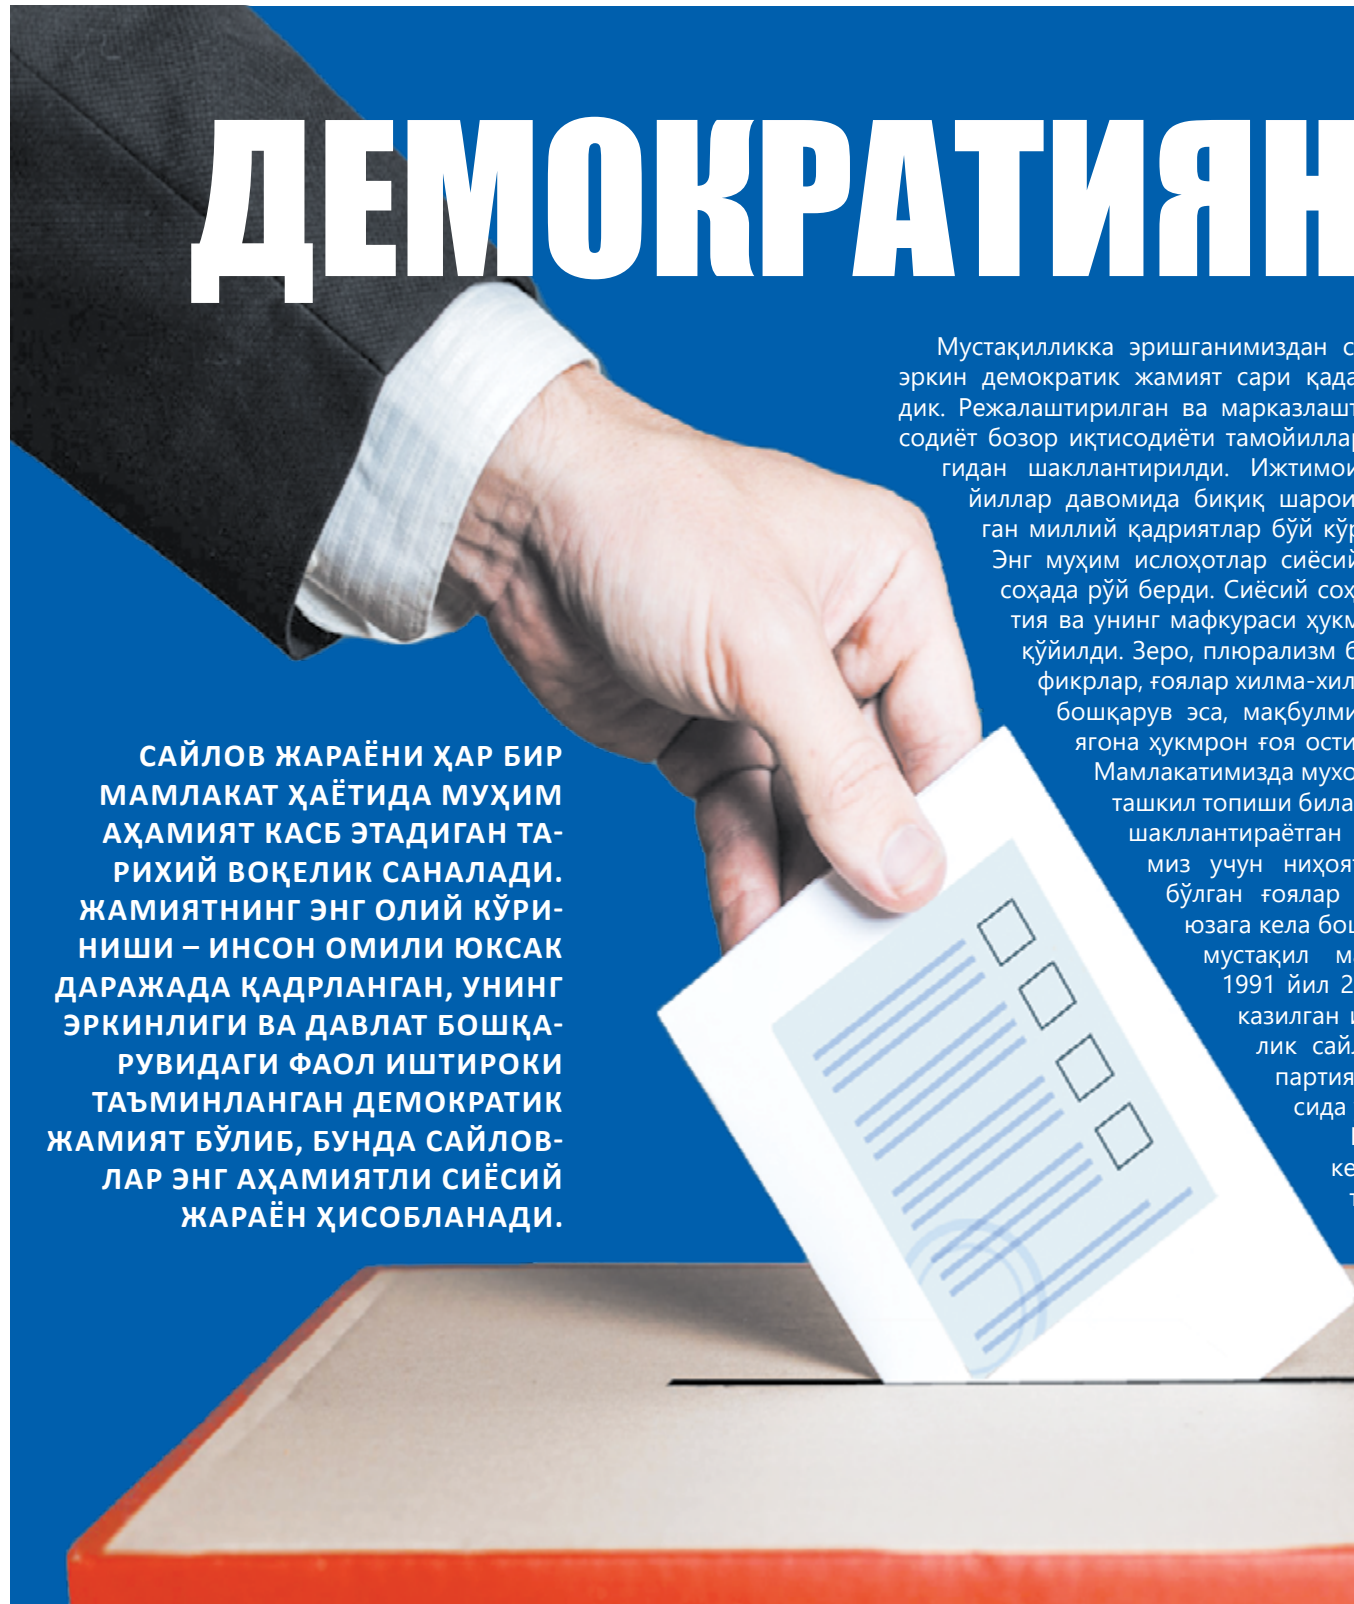 ДЕМОКРАТИЯН
Мустақилликка эришганимиздан
эркин демократик жамият сари
дик. Режалаштирилган ва
содиёт бозор иқтисодиёти
гидан шакллантирилди.
йиллар давомида биқиқ
ган миллий қадриятлар бўй
Энг муҳим ислоҳотлар сиёсий
соҳада рўй берди. Сиёсий
тия ва унинг мафкураси
қўйилди. Зеро, плюрализм
фикрлар, ғоялар
бошқарув эса,
ягона ҳукмрон ғоя
Мамлакатимизда
ташкил топиши
шакллантираётган
миз учун
бўлган ғоялар
юзага кела
мустақил
1991 йил
казилган
лик
сида
САЙЛОВ ЖАРАЁНИ ҲАР БИР
МАМЛАКАТ ҲАЁТИДА МУҲИМ
АҲАМИЯТ КАСБ ЭТАДИГАН ТА-
РИХИЙ ВОҚЕЛИК САНАЛАДИ.
ЖАМИЯТНИНГ ЭНГ ОЛИЙ КЎРИ-
НИШИ – ИНСОН ОМИЛИ ЮКСАК
ДАРАЖАДА ҚАДРЛАНГАН, УНИНГ
ЭРКИНЛИГИ ВА ДАВЛАТ БОШҚА-
РУВИДАГИ ФАОЛ ИШТИРОКИ
ТАЪМИНЛАНГАН ДЕМОКРАТИК
ЖАМИЯТ БЎЛИБ, БУНДА САЙЛОВ-
ЛАР ЭНГ АҲАМИЯТЛИ СИЁСИЙ
ЖАРАЁН ҲИСОБЛАНАДИ.